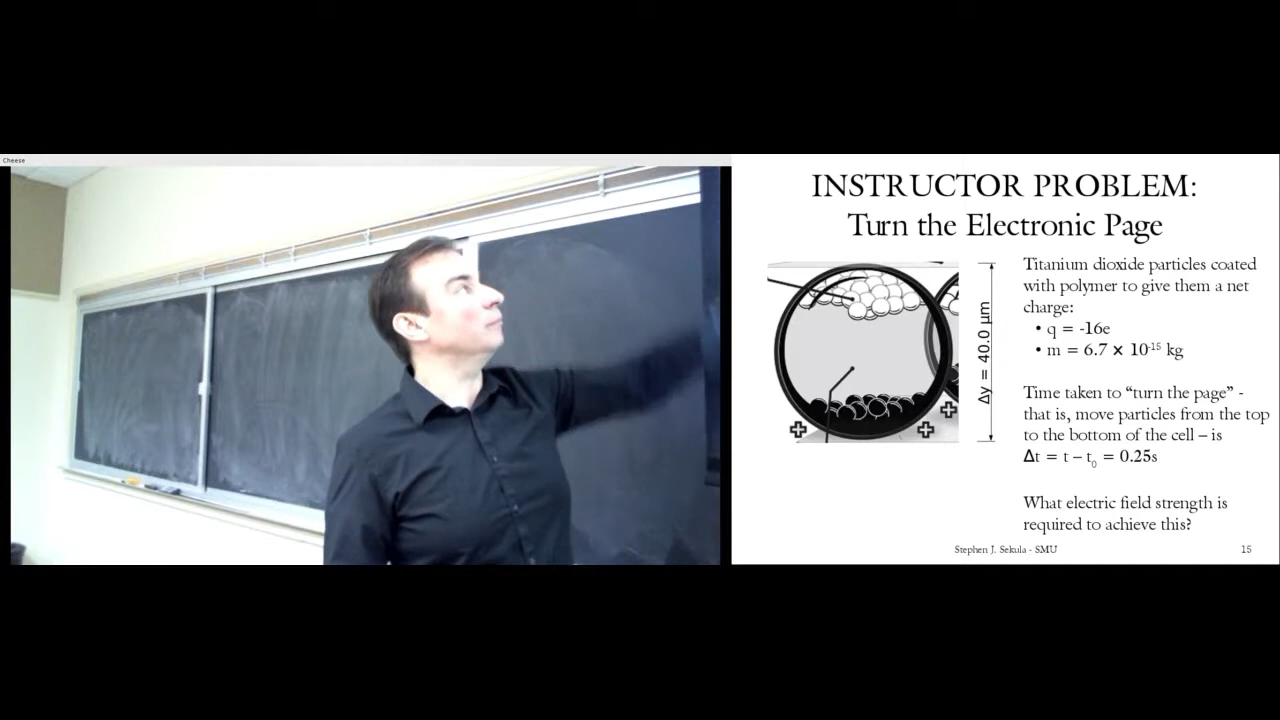 Cheese
INSTRUCTOR PROBLEM:
Turn the Electronic Page
Titanium dioxide particles coated
with polymer to give them a net
charge:
• q = -16e
• m = 6.7 × 10⁻¹⁵ kg
Δy = 40.0 μm
Time taken to “turn the page” -
that is, move particles from the top
to the bottom of the cell – is
Δt = t – t₀ = 0.25s
What electric field strength is
required to achieve this?
Stephen J. Sekula - SMU
15